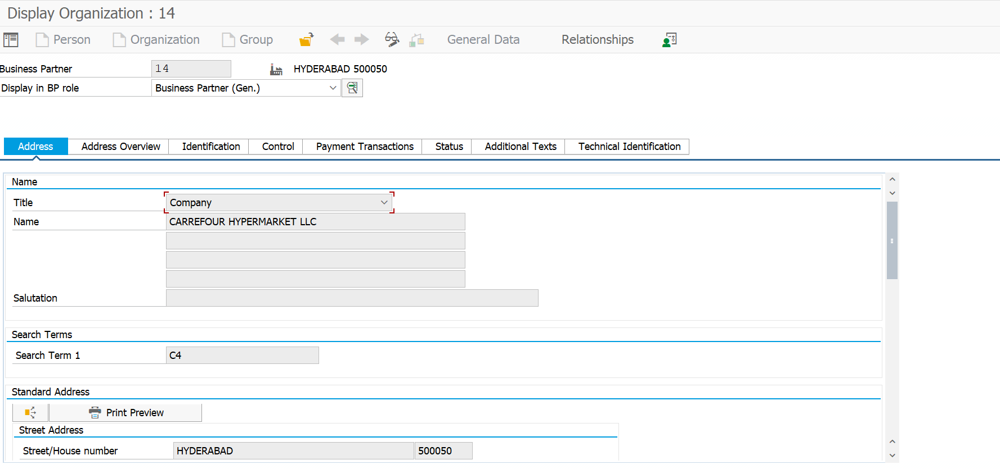 Display Organization : 14
Person Organization Group General Data Relationships
Business Partner 14 HYDERABAD 500050
Display in BP role Business Partner (Gen.)
Address Address Overview Identification Control Payment Transactions Status Additional Texts Technical Identification
Name
Title Company
Name CARREFOUR HYPERMARKET LLC
Salutation
Search Terms
Search Term 1 C4
Standard Address
Print Preview
Street Address
Street/House number HYDERABAD 500050